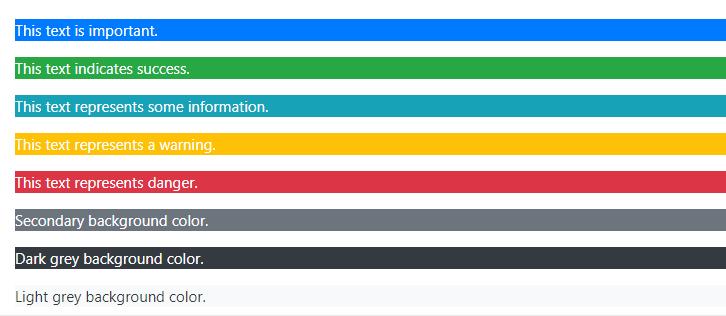 This text is important.
This text indicates success.
This text represents some information.
This text represents a warning.
This text represents danger.
Secondary background color.
Dark grey background color.
Light grey background color.